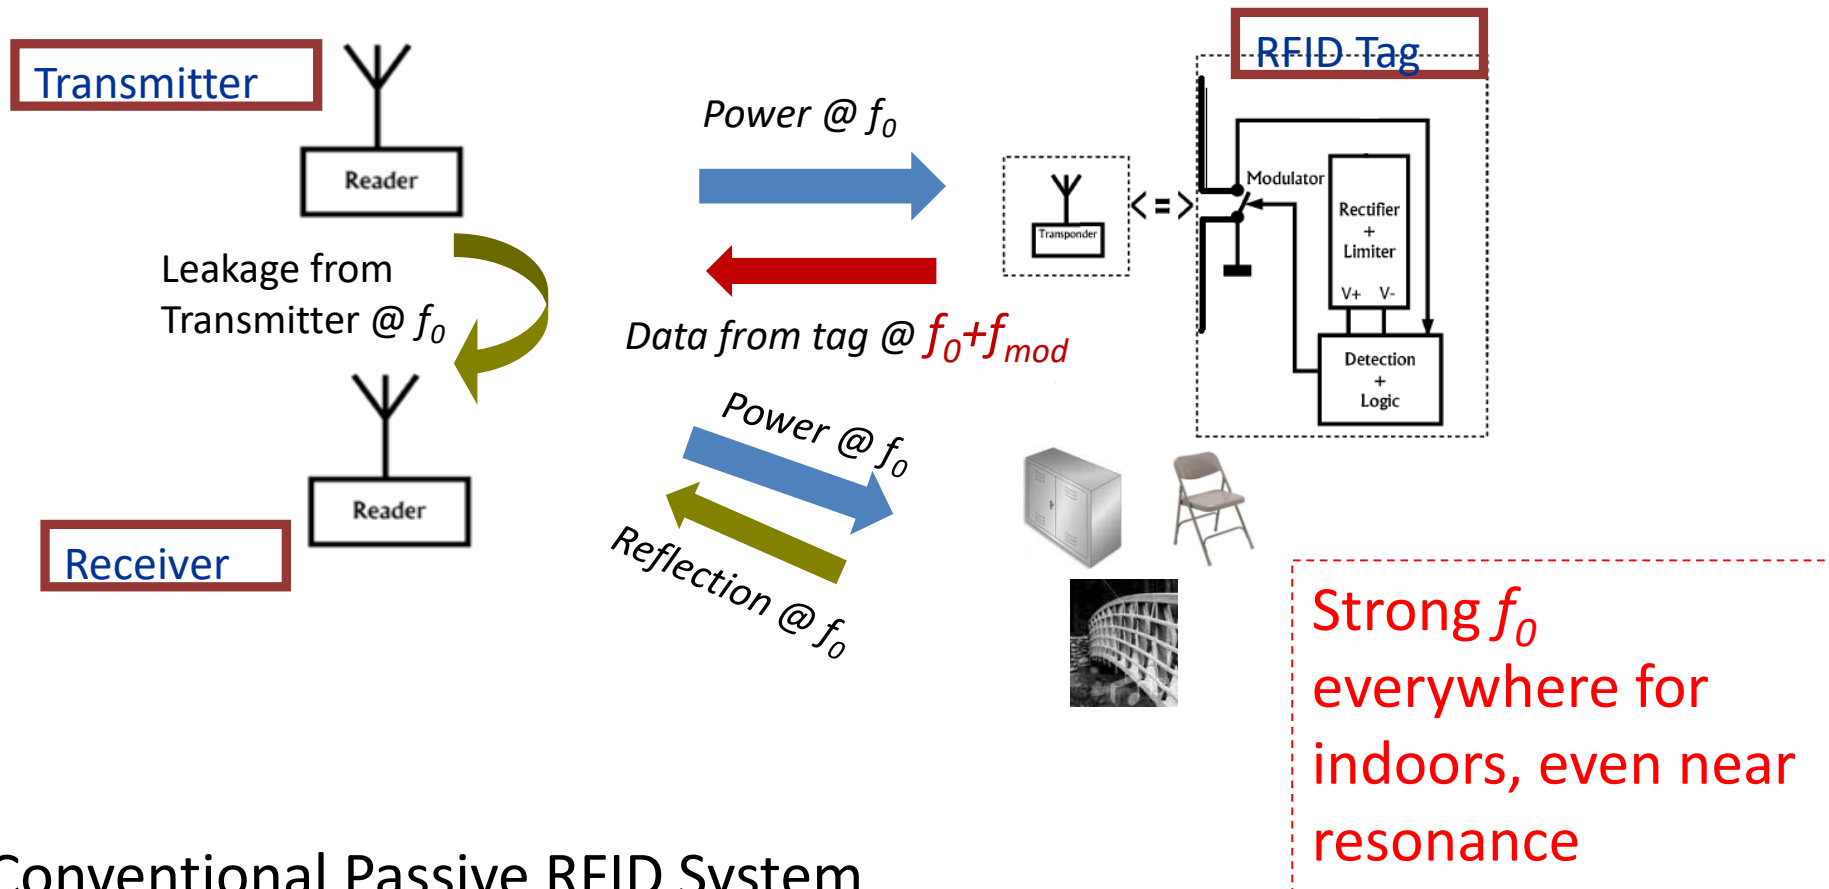 Transmitter
Reader
RFID Tag
Power @ f0
Transponder
< = >
Modulator
Rectifier
+
Limiter
V+ V-
Detection
+
Logic
Leakage from
Transmitter @ f0
Data from tag @ f0+fmod
Power @ f0
Reflection @ f0
Reader
Receiver
Strong f0
everywhere for
indoors, even near
resonance
Conventional Passive RFID System